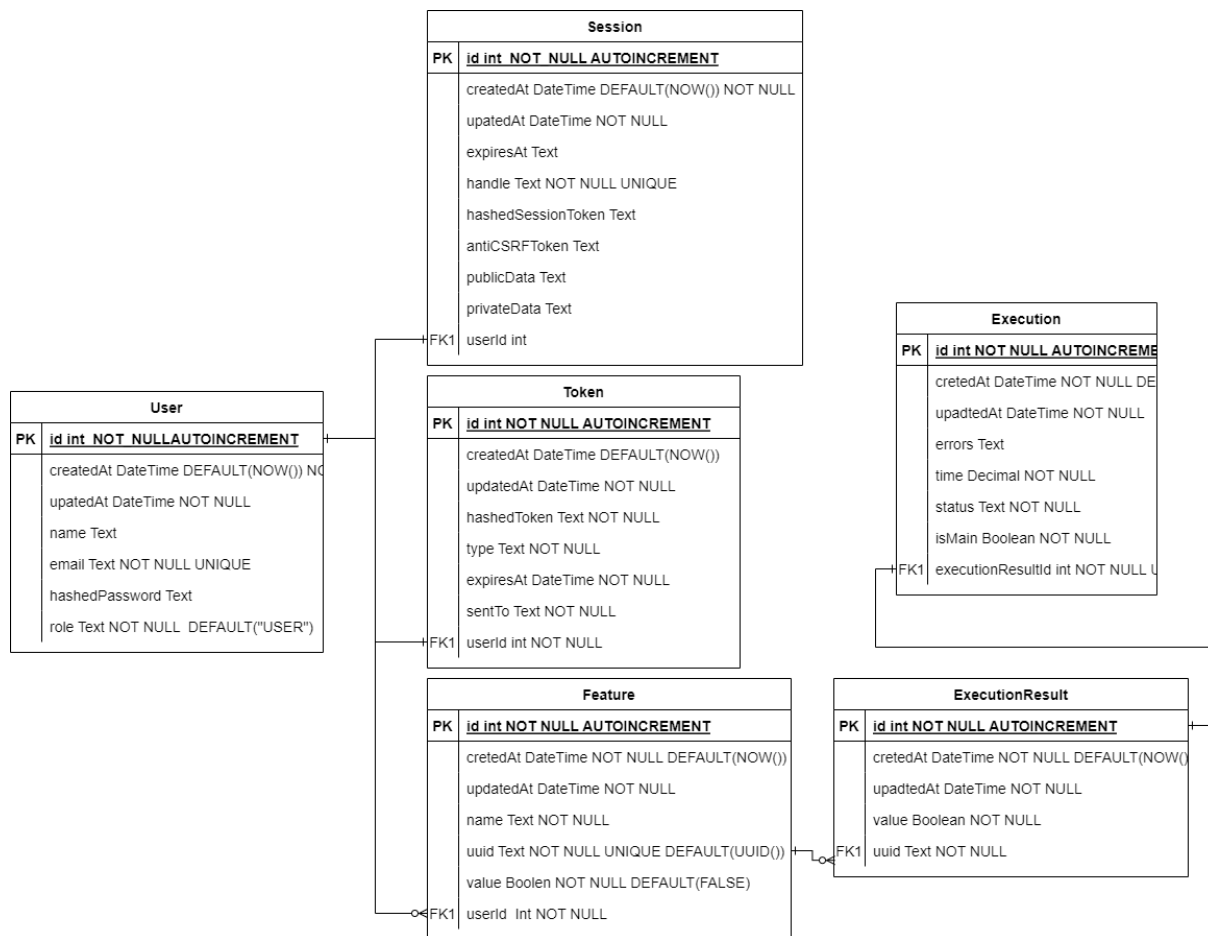 Session
PK id int NOT NULL AUTOINCREMENT
createdAt DateTime DEFAULT(NOW()) NOT NULL
upatedAt DateTime NOT NULL
expiresAt Text
handle Text NOT NULL UNIQUE
hashedSessionToken Text
antiCSRFToken Text
publicData Text
privateData Text
FK1 userId int
User
PK id int NOT NULLAUTOINCREMENT
createdAt DateTime DEFAULT(NOW()) NO
upatedAt DateTime NOT NULL
name Text
email Text NOT NULL UNIQUE
hashedPassword Text
role Text NOT NULL DEFAULT("USER")
Token
PK id int NOT NULL AUTOINCREMENT
createdAt DateTime DEFAULT(NOW())
updatedAt DateTime NOT NULL
hashedToken Text NOT NULL
type Text NOT NULL
expiresAt DateTime NOT NULL
sentTo Text NOT NULL
FK1 userId int NOT NULL
Execution
PK id int NOT NULL AUTOINCREME
cretedAt DateTime NOT NULL DE
upadtedAt DateTime NOT NULL
errors Text
time Decimal NOT NULL
status Text NOT NULL
isMain Boolean NOT NULL
FK1 executionResultId int NOT NULL U
Feature
PK id int NOT NULL AUTOINCREMENT
cretedAt DateTime NOT NULL DEFAULT(NOW())
updatedAt DateTime NOT NULL
name Text NOT NULL
uuid Text NOT NULL UNIQUE DEFAULT(UUID())
value Boolen NOT NULL DEFAULT(FALSE)
FK1 userId Int NOT NULL
ExecutionResult
PK id int NOT NULL AUTOINCREMENT
cretedAt DateTime NOT NULL DEFAULT(NOW()
upadtedAt DateTime NOT NULL
value Boolean NOT NULL
FK1 uuid Text NOT NULL